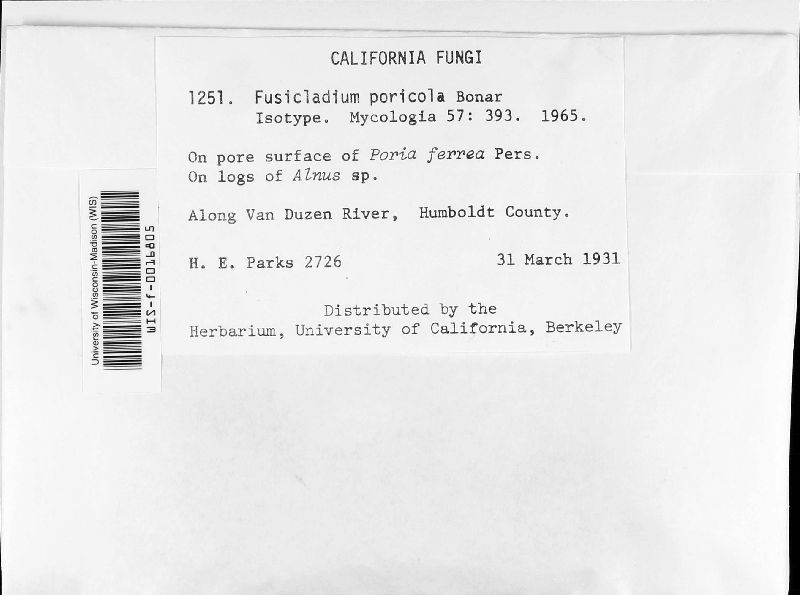 CALIFORNIA FUNGI
1251. Fusicladium poricola Bonar
Isotype. Mycologia 57: 393. 1965.
On pore surface of Poria ferrea Pers.
On logs of Alnus sp.
Along Van Duzen River, Humboldt County.
H. E. Parks 2726 31 March 1931
Distributed by the
Herbarium, University of California, Berkeley
University of Wisconsin-Madison (WIS)
WIS-f-0071805